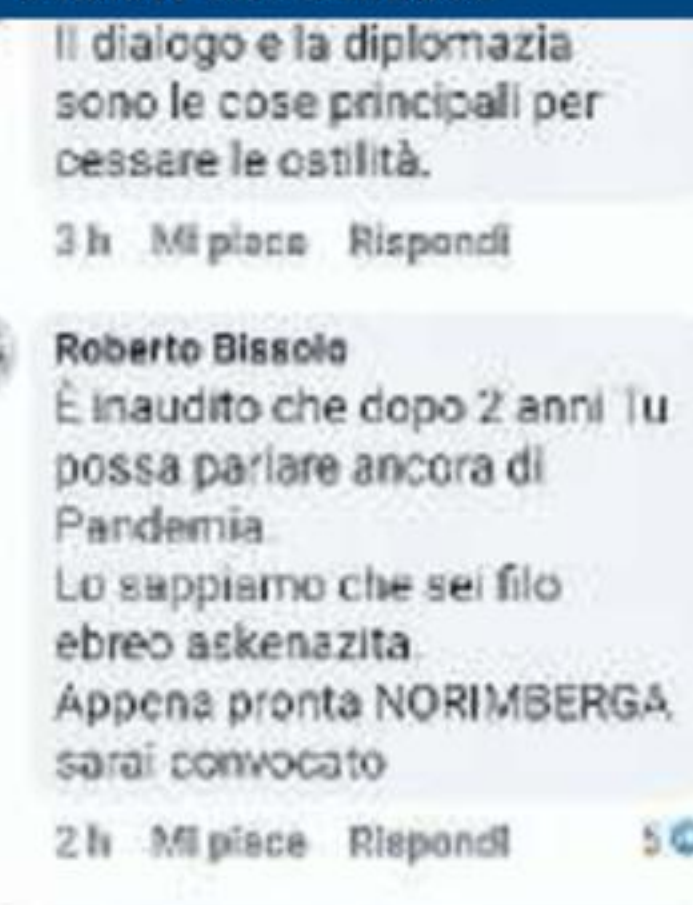 Il dialogo e la diplomazia
sono le cose principali per
cessare le ostilità.
3 h Mi piace Rispondi
Roberto Bissolo
È inaudito che dopo 2 anni Tu
possa parlare ancora di
Pandemia.
Lo sappiamo che sei filo
ebreo askenazita.
Appena pronta NORIMBERGA
sarai convocato
2 h Mi piace Rispondi 5